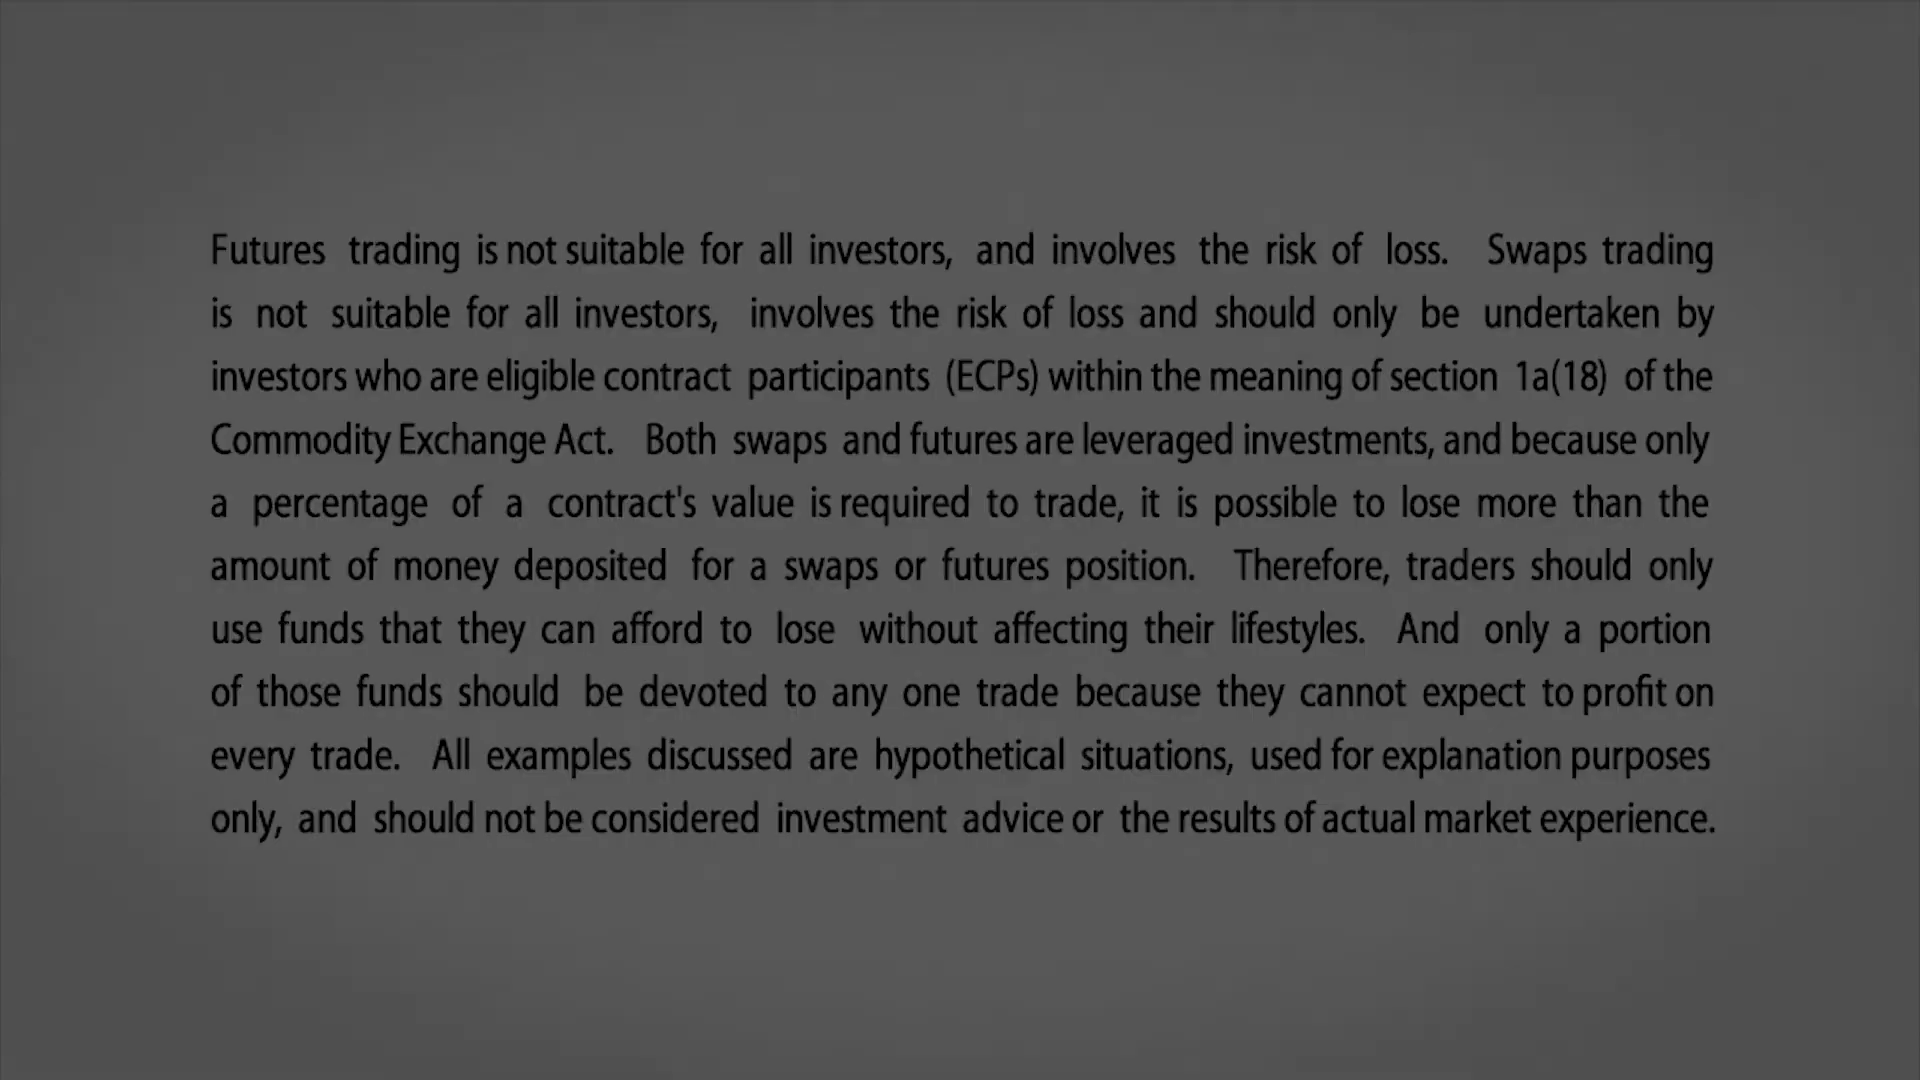 Futures trading is not suitable for all investors, and involves the risk of loss. Swaps trading
is not suitable for all investors, involves the risk of loss and should only be undertaken by
investors who are eligible contract participants (ECPs) within the meaning of section 1a(18) of the
Commodity Exchange Act. Both swaps and futures are leveraged investments, and because only
a percentage of a contract's value is required to trade, it is possible to lose more than the
amount of money deposited for a swaps or futures position. Therefore, traders should only
use funds that they can afford to lose without affecting their lifestyles. And only a portion
of those funds should be devoted to any one trade because they cannot expect to profit on
every trade. All examples discussed are hypothetical situations, used for explanation purposes
only, and should not be considered investment advice or the results of actual market experience.